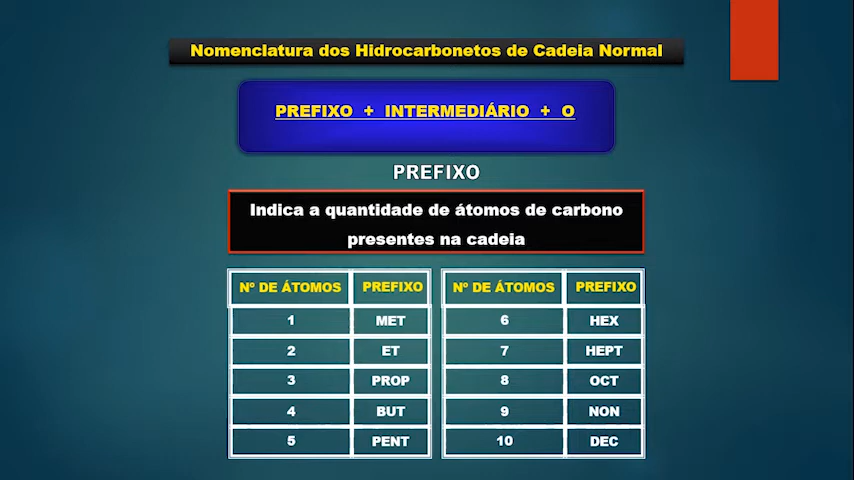 Nomenclatura dos Hidrocarbonetos de Cadeia Normal
PREFIXO + INTERMEDIÁRIO + O
PREFIXO
Indica a quantidade de átomos de carbono
presentes na cadeia
Nº DE ÁTOMOS PREFIXO Nº DE ÁTOMOS PREFIXO
1 MET 6 HEX
2 ET 7 HEPT
3 PROP 8 OCT
4 BUT 9 NON
5 PENT 10 DEC